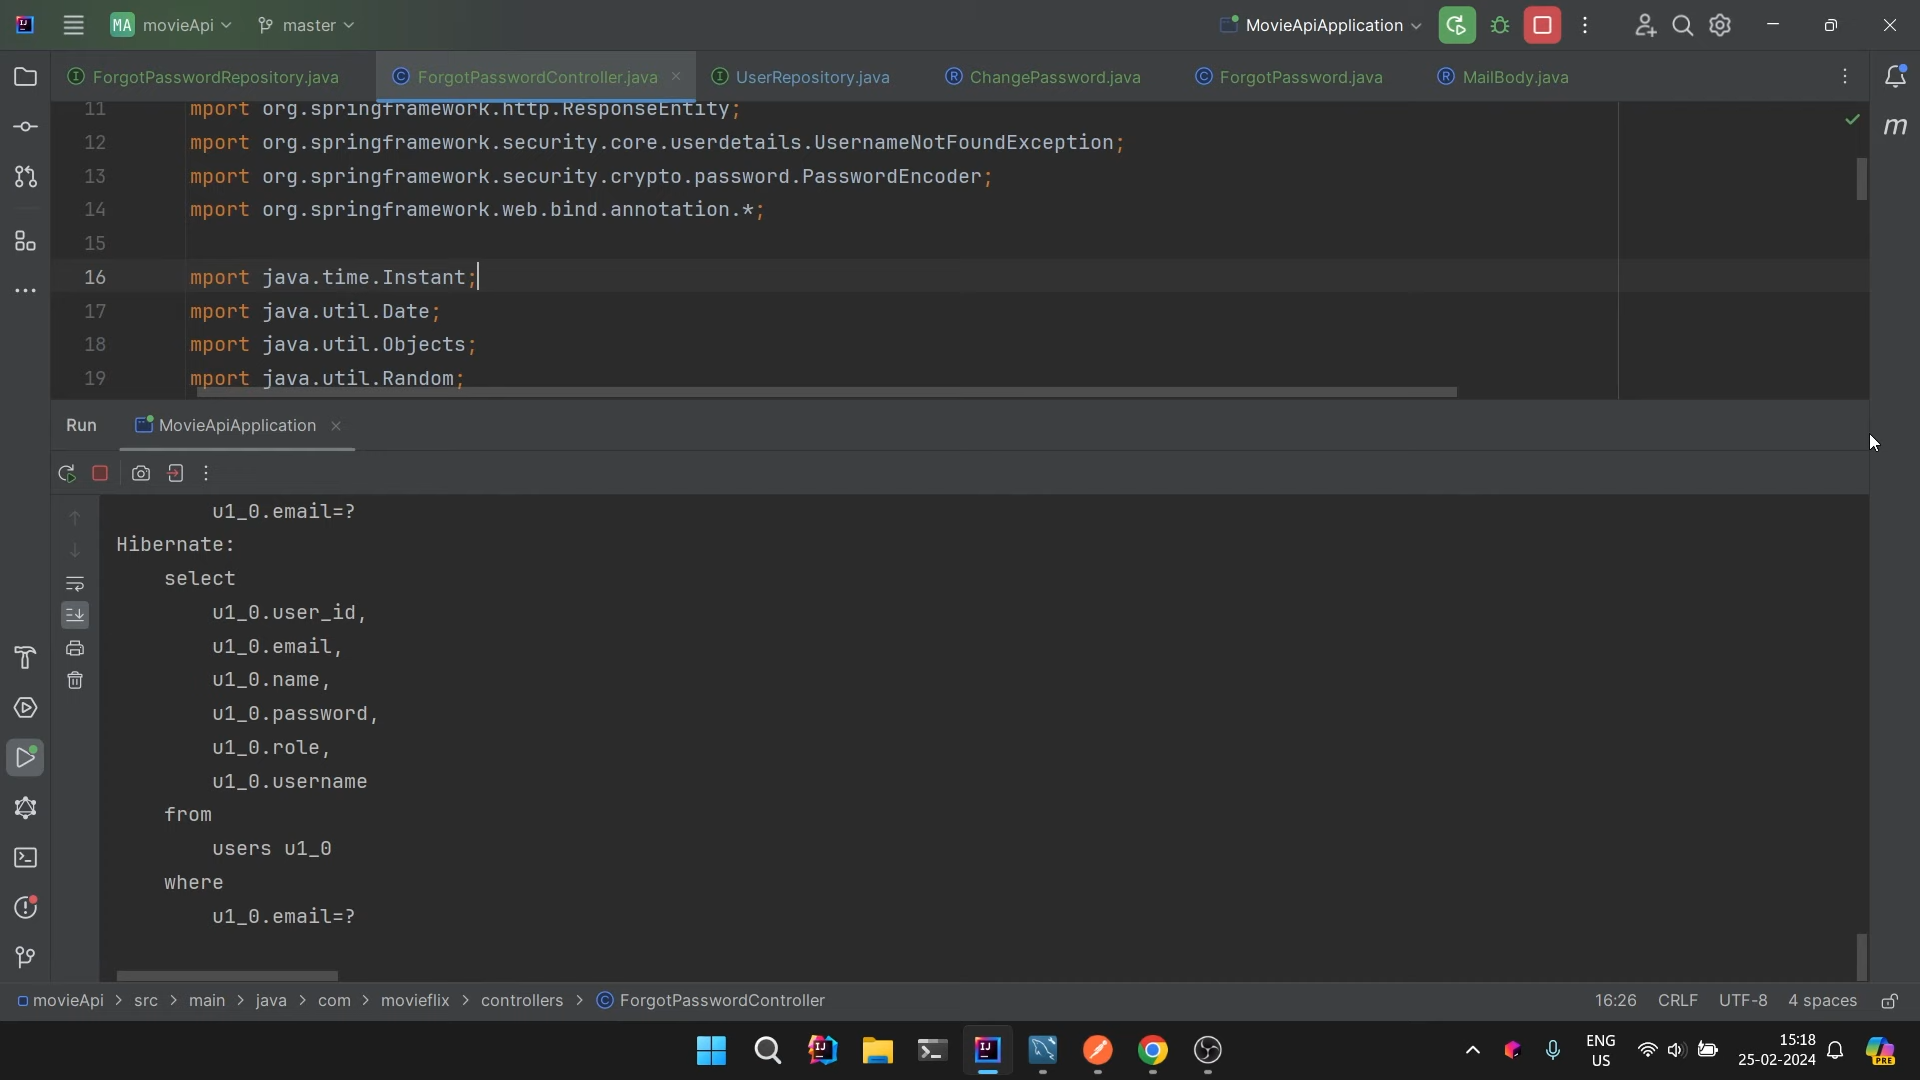 MA movieApi master MovieApiApplication
ForgotPasswordRepository.java ForgotPasswordController.java UserRepository.java ChangePassword.java ForgotPassword.java MailBody.java
11 mport org.springframework.http.ResponseEntity;
12 mport org.springframework.security.core.userdetails.UsernameNotFoundException;
13 mport org.springframework.security.crypto.password.PasswordEncoder;
14 mport org.springframework.web.bind.annotation.*;
15
16 mport java.time.Instant;
17 mport java.util.Date;
18 mport java.util.Objects;
19 mport java.util.Random;
m
Run MovieApiApplication
u1_0.email=?
Hibernate:
select
u1_0.user_id,
u1_0.email,
u1_0.name,
u1_0.password,
u1_0.role,
u1_0.username
from
users u1_0
where
u1_0.email=?
movieApi > src > main > java > com > movieflix > controllers > ForgotPasswordController 16:26 CRLF UTF-8 4 spaces
ENG
US
15:18
25-02-2024
PRE